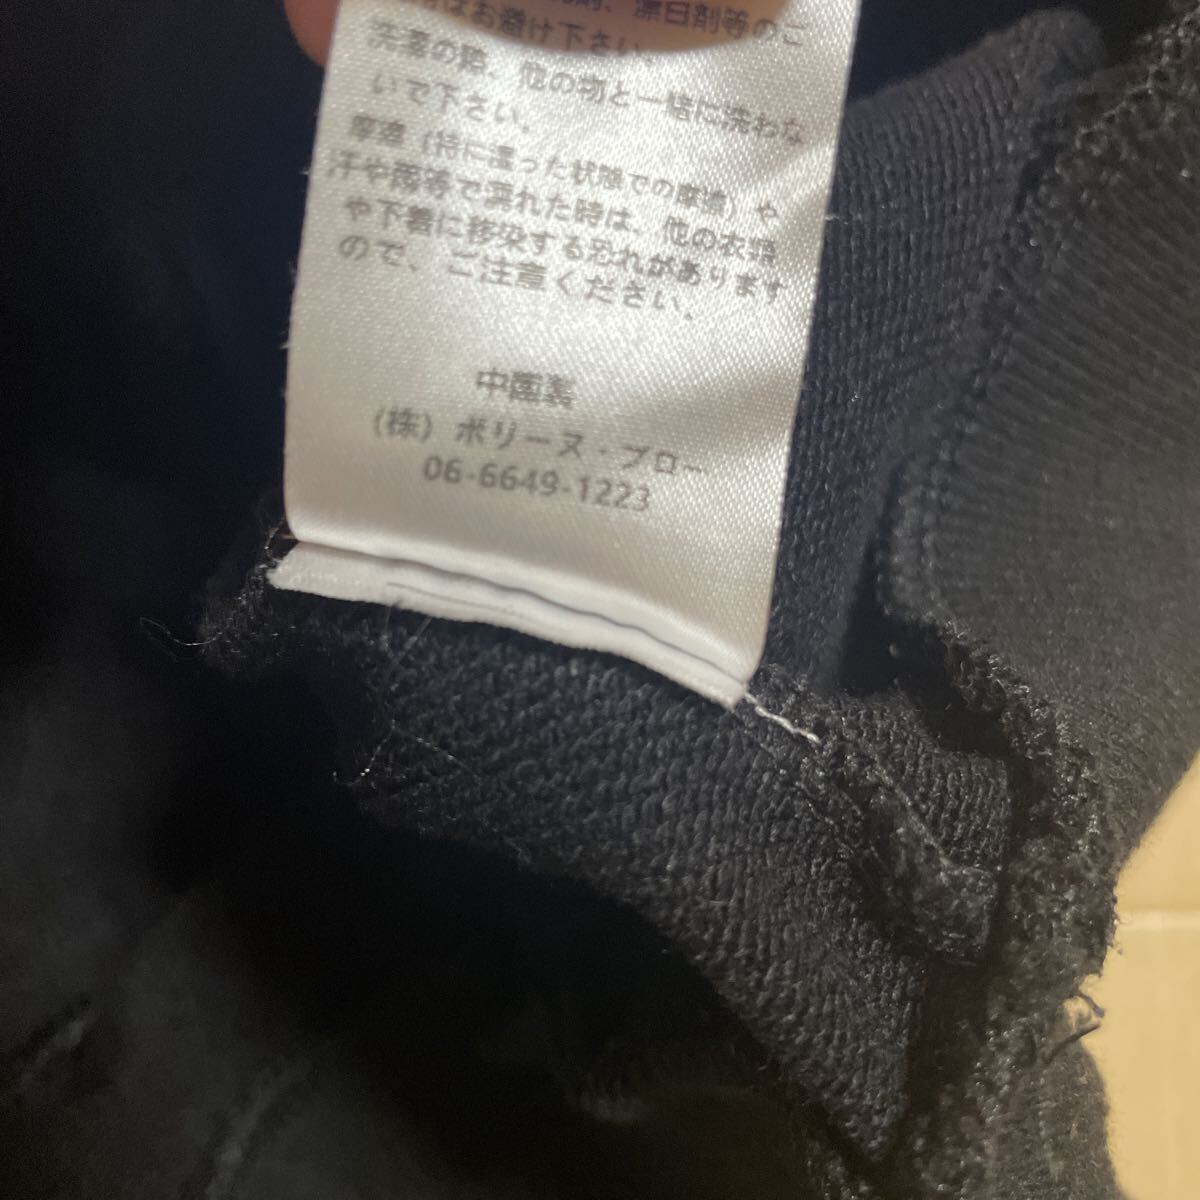 剤、漂白剤等のご
はお避け下さい。
洗濯の際、他の物と一緒に洗わな
いで下さい。
摩擦（特に湿った状態での摩擦）や
汗や雨等で濡れた時は、他の衣類
や下着に移染する恐れがあります
ので、ご注意ください。
中国製
(株) ポリーヌ・ブロー
06-6649-1223